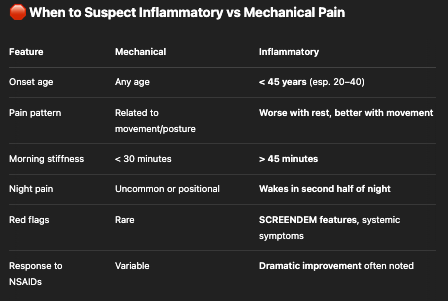 🛑 When to Suspect Inflammatory vs Mechanical Pain
Feature Mechanical Inflammatory
Onset age Any age < 45 years (esp. 20–40)
Pain pattern Related to movement/posture Worse with rest, better with movement
Morning stiffness < 30 minutes > 45 minutes
Night pain Uncommon or positional Wakes in second half of night
Red flags Rare SCREENDEM features, systemic symptoms
Response to NSAIDs Variable Dramatic improvement often noted